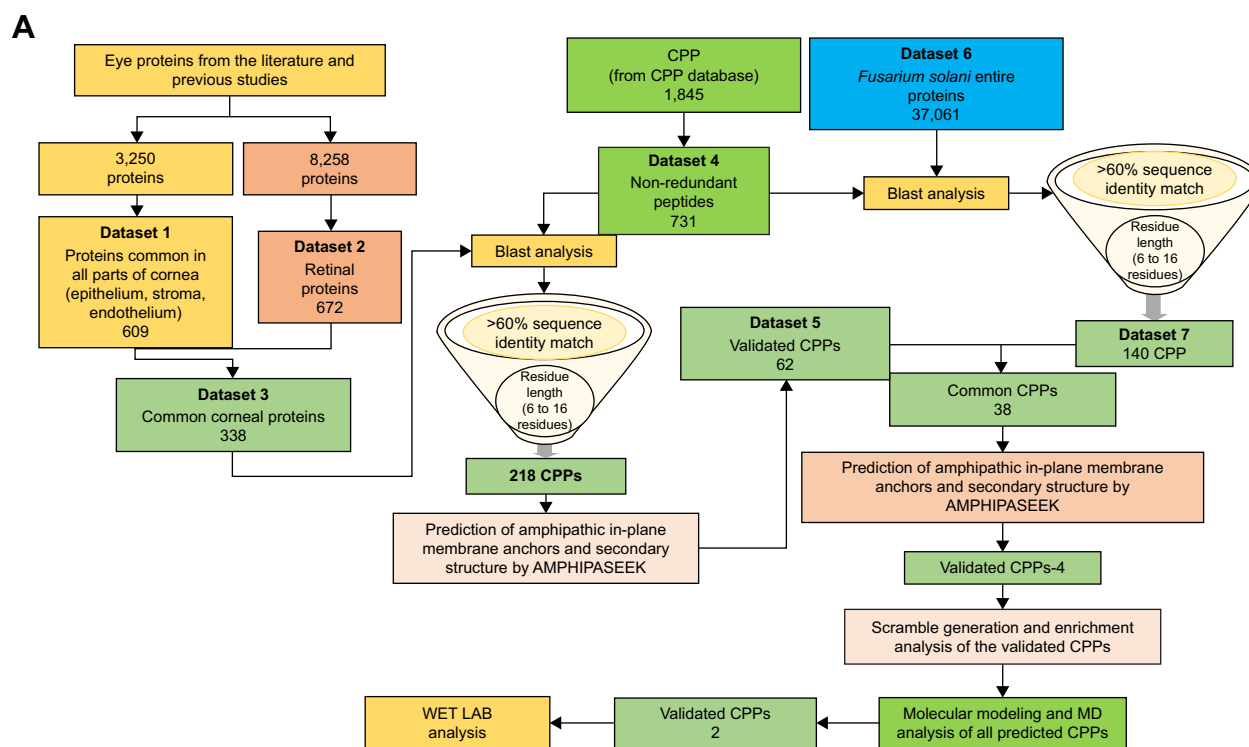 A
Eye proteins from the literature and
previous studies
3,250
proteins
8,258
proteins
Dataset 1
Proteins common in
all parts of cornea
(epithelium, stroma,
endothelium)
609
Dataset 2
Retinal
proteins
672
Dataset 3
Common corneal proteins
338
CPP
(from CPP database)
1,845
Dataset 4
Non-redundant
peptides
731
Blast analysis
>60% sequence
identity match
Residue
length
(6 to 16
residues)
218 CPPs
Prediction of amphipathic in-plane
membrane anchors and secondary
structure by AMPHIPASEEK
Dataset 6
Fusarium solani entire
proteins
37,061
Blast analysis
>60% sequence
identity match
Residue
length
(6 to 16
residues)
Dataset 5
Validated CPPs
62
Dataset 7
140 CPP
Common CPPs
38
Prediction of amphipathic in-plane membrane
anchors and secondary structure by
AMPHIPASEEK
Validated CPPs-4
Scramble generation and enrichment
analysis of the validated CPPs
Molecular modeling and MD
analysis of all predicted CPPs
Validated CPPs
2
WET LAB
analysis